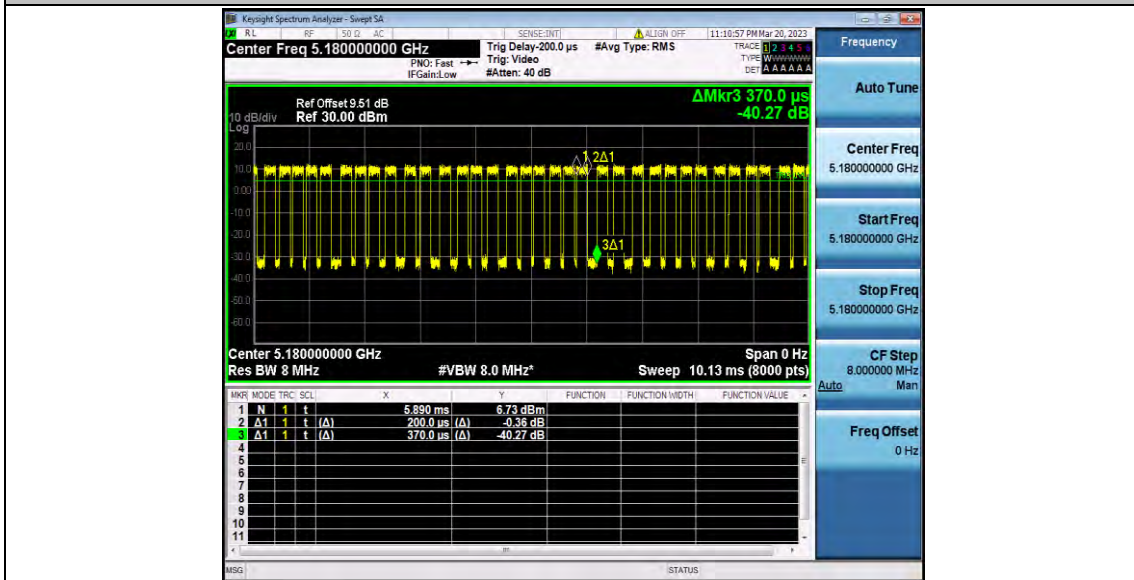 Keysight Spectrum Analyzer - Swept SA
RL RF 50 Ω AC SENSE:INT ALIGN OFF 11:10:57 PM Mar 20, 2023
Center Freq 5.180000000 GHz
PNO: Fast
IFGain:Low
Trig Delay-200.0 µs
Trig: Video
#Atten: 40 dB
#Avg Type: RMS
TRACE 1 2 3 4 5 6
TYPE WWWWWW
DET A A A A A A
ΔMkr3 370.0 µs
-40.27 dB
Ref Offset 9.51 dB
10 dB/div Ref 30.00 dBm
Log
20.0
10.0
0.00
-10.0
-20.0
-30.0
-40.0
-50.0
-60.0
1 2Δ1
3Δ1
Center 5.180000000 GHz Span 0 Hz
Res BW 8 MHz #VBW 8.0 MHz* Sweep 10.13 ms (8000 pts)
MKR MODE TRC SCL X Y FUNCTION FUNCTION WIDTH FUNCTION VALUE
1 N 1 t 5.890 ms 6.73 dBm
2 Δ1 1 t (Δ) 200.0 µs (Δ) -0.36 dB
3 Δ1 1 t (Δ) 370.0 µs (Δ) -40.27 dB
4
5
6
7
8
9
10
11
MSG STATUS
Frequency
Auto Tune
Center Freq
5.180000000 GHz
Start Freq
5.180000000 GHz
Stop Freq
5.180000000 GHz
CF Step
8.000000 MHz
Auto Man
Freq Offset
0 Hz